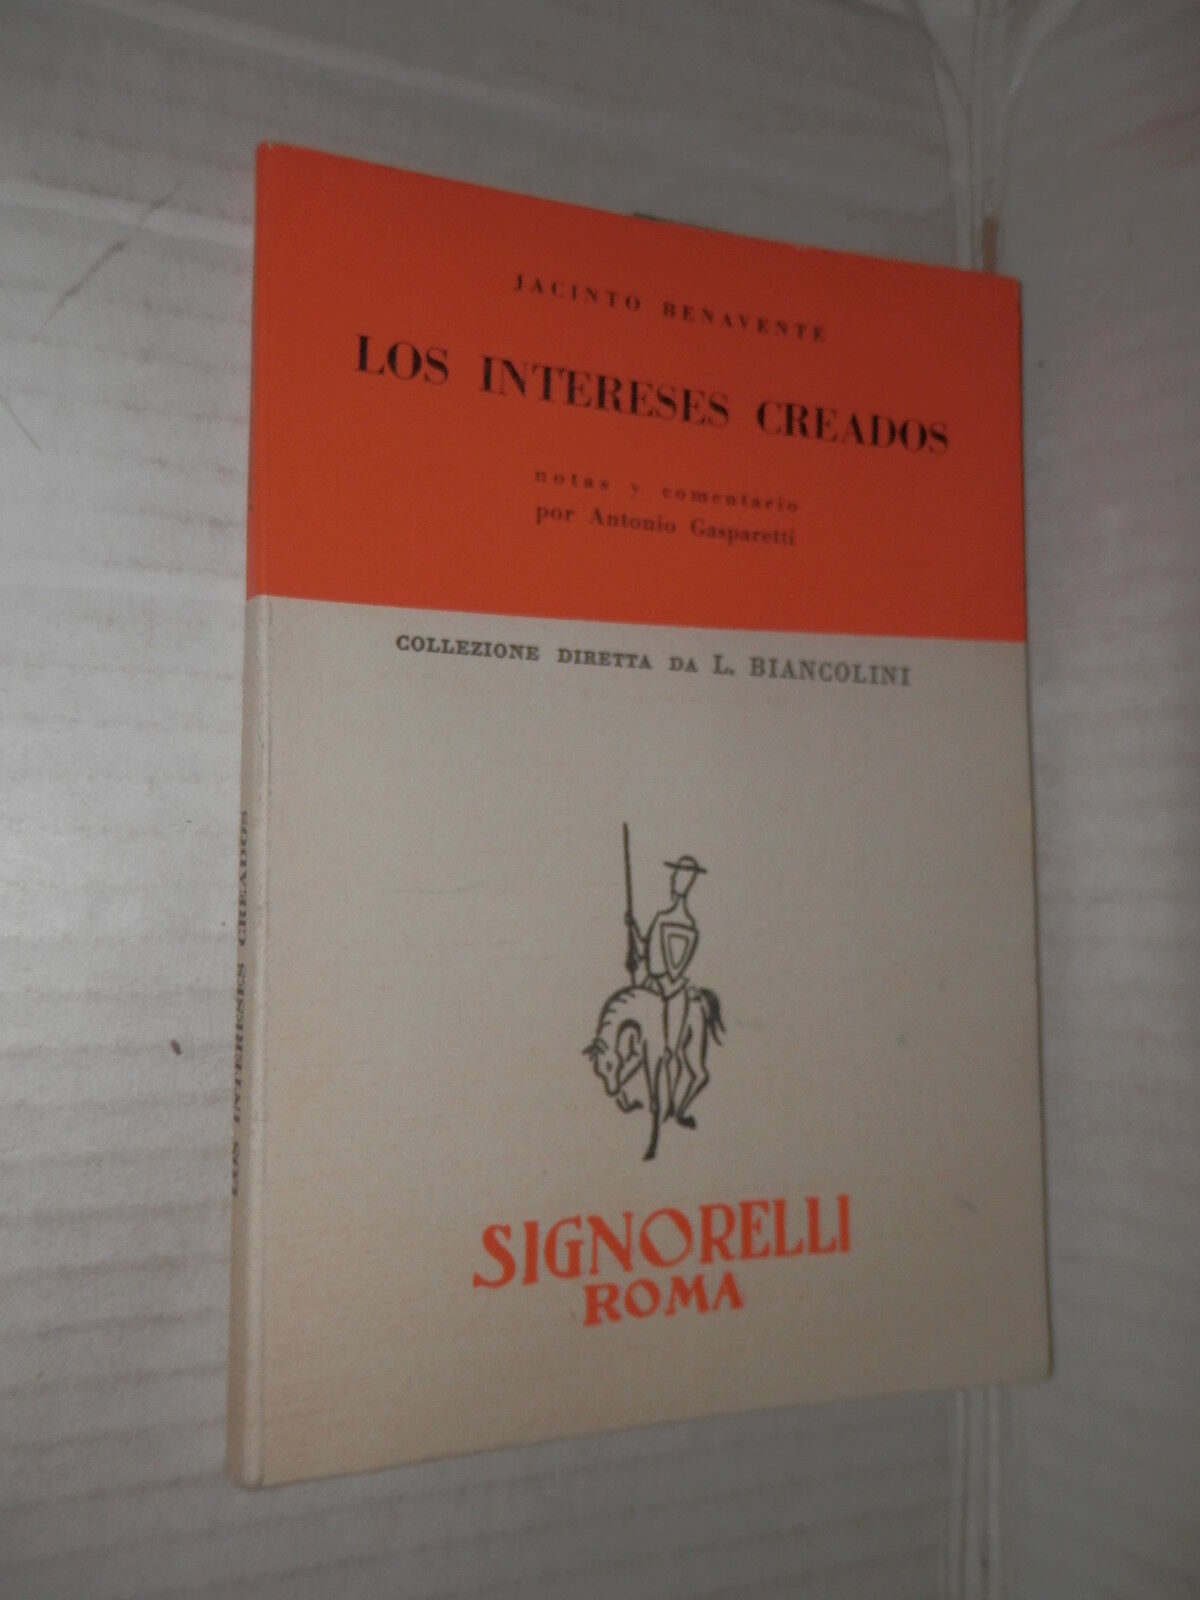 JACINTO BENAVENTE
LOS INTERESES CREADOS
notas y comentario
por Antonio Gasparetti
COLLEZIONE DIRETTA DA L. BIANCOLINI
SIGNORELLI
ROMA
LOS INTERESES CREADOS